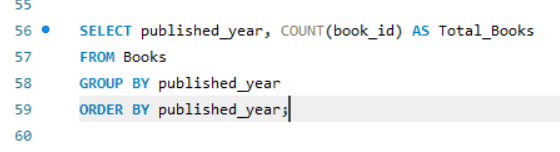 55
56 SELECT published_year, COUNT(book_id) AS Total_Books
57 FROM Books
58 GROUP BY published_year
59 ORDER BY published_year;
60